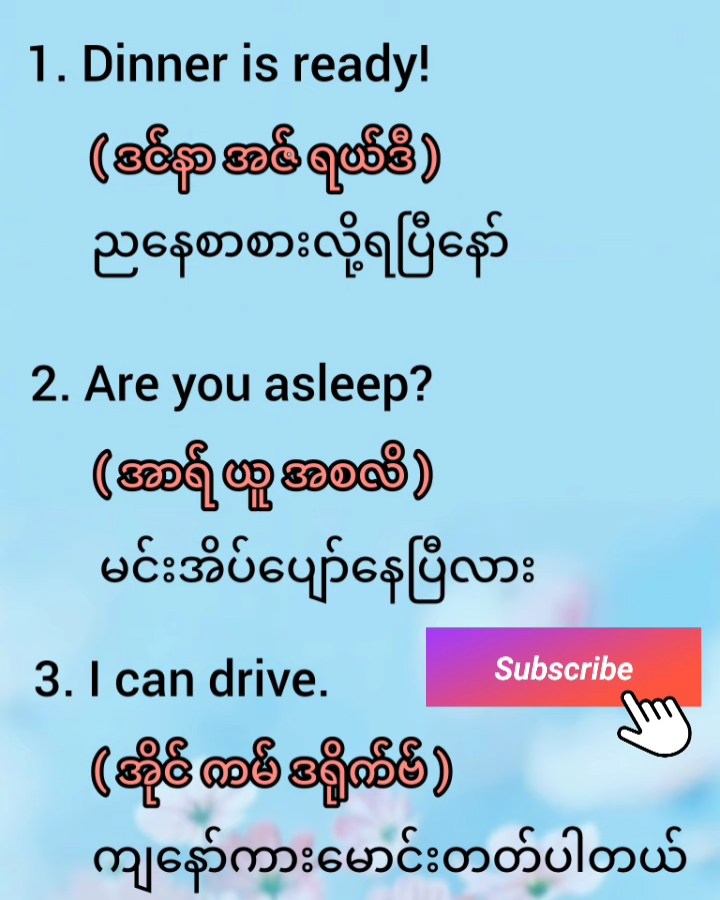 1. Dinner is ready!
( ဒင်နာ အဇ် ရယ်ဒီ )
ညနေစာစားလို့ရပြီနော်
2. Are you asleep?
( အာရ် ယူ အစလိ )
မင်းအိပ်ပျော်နေပြီလား
3. I can drive.
Subscribe
( အိုင် ကမ် ဒရိုက်ဗ် )
ကျနော်ကားမောင်းတတ်ပါတယ်